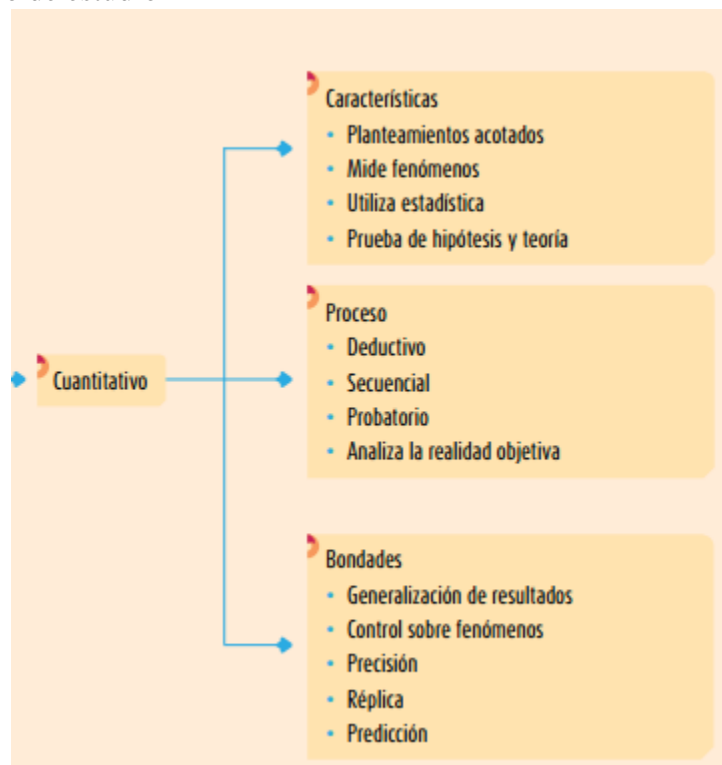 Características
• Planteamientos acotados
• Mide fenómenos
• Utiliza estadística
• Prueba de hipótesis y teoría
Proceso
• Deductivo
• Secuencial
• Probatorio
• Analiza la realidad objetiva
Cuantitativo
Bondades
• Generalización de resultados
• Control sobre fenómenos
• Precisión
• Réplica
• Predicción